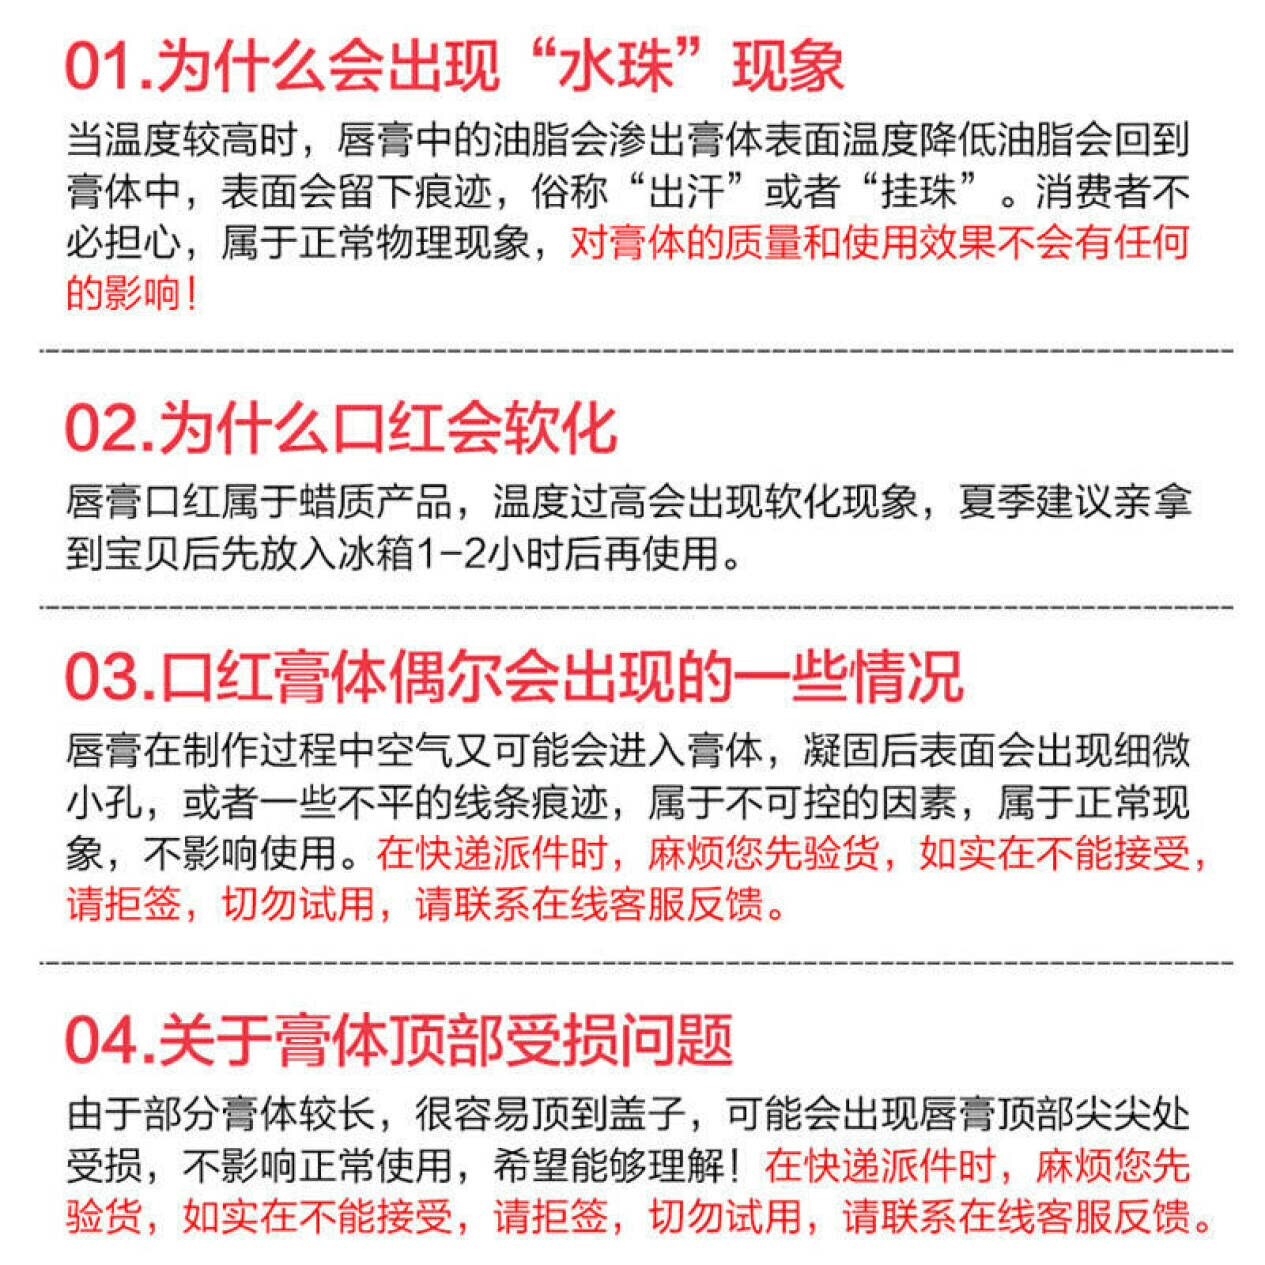 01.为什么会出现“水珠”现象
当温度较高时，唇膏中的油脂会渗出膏体表面温度降低油脂会回到
膏体中，表面会留下痕迹，俗称“出汗”或者“挂珠”。消费者不
必担心，属于正常物理现象，对膏体的质量和使用效果不会有任何
的影响！
02.为什么口红会软化
唇膏口红属于蜡质产品，温度过高会出现软化现象，夏季建议亲拿
到宝贝后先放入冰箱1-2小时后再使用。
03.口红膏体偶尔会出现的一些情况
唇膏在制作过程中空气又可能会进入膏体，凝固后表面会出现细微
小孔，或者一些不平的线条痕迹，属于不可控的因素，属于正常现
象，不影响使用。在快递派件时，麻烦您先验货，如实在不能接受，
请拒签，切勿试用，请联系在线客服反馈。
04.关于膏体顶部受损问题
由于部分膏体较长，很容易顶到盖子，可能会出现唇膏顶部尖尖处
受损，不影响正常使用，希望能够理解！在快递派件时，麻烦您先
验货，如实在不能接受，请拒签，切勿试用，请联系在线客服反馈。